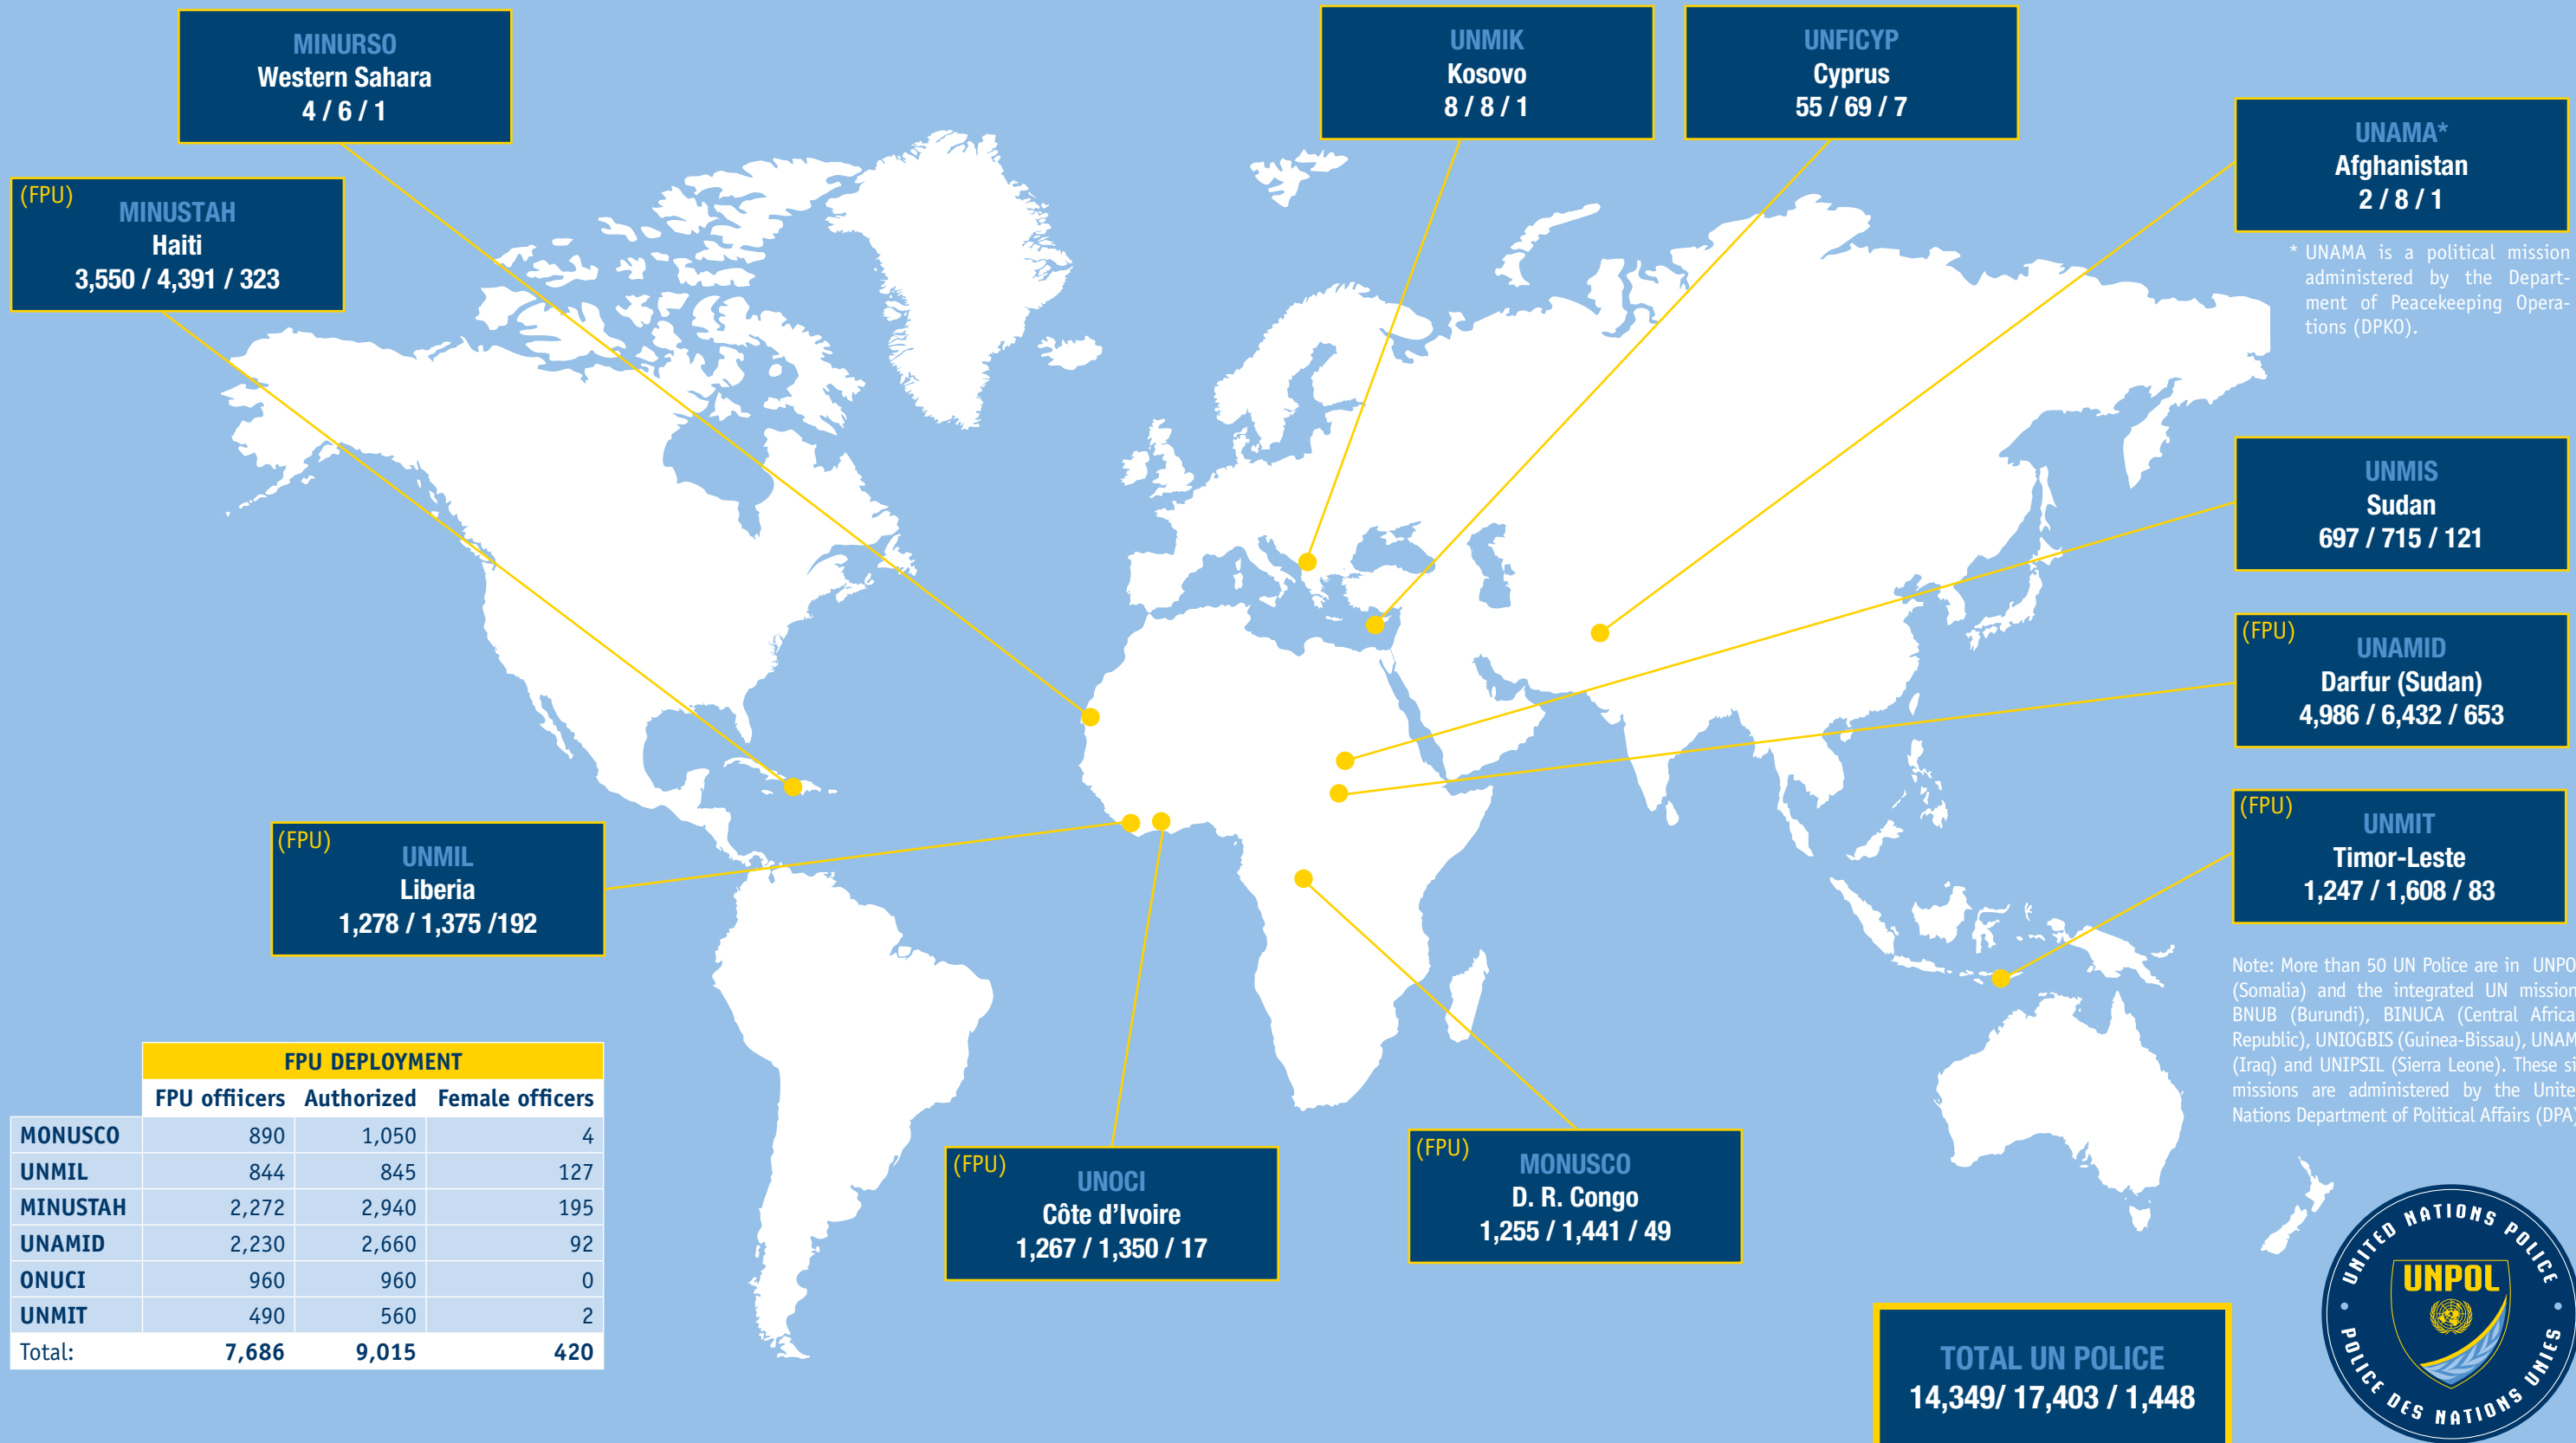 MINURSO
Western Sahara
4 / 6 / 1
UNMIK
Kosovo
8 / 8 / 1
UNFICYP
Cyprus
55 / 69 / 7
UNAMA*
Afghanistan
2 / 8 / 1
* UNAMA is a political mission
administered by the Depart-
ment of Peacekeeping Opera-
tions (DPKO).
(FPU)
MINUSTAH
Haiti
3,550 / 4,391 / 323
UNMIS
Sudan
697 / 715 / 121
(FPU)
UNAMID
Darfur (Sudan)
4,986 / 6,432 / 653
(FPU)
UNMIT
Timor-Leste
1,247 / 1,608 / 83
(FPU)
UNMIL
Liberia
1,278 / 1,375 /192
Note: More than 50 UN Police are in UNPO
(Somalia) and the integrated UN mission
BNUB (Burundi), BINUCA (Central Africa
Republic), UNIOGBIS (Guinea-Bissau), UNAM
(Iraq) and UNIPSIL (Sierra Leone). These si
missions are administered by the Unite
Nations Department of Political Affairs (DPA)
FPU DEPLOYMENT
FPU offiicers Authorized Female officers
MONUSCO 890 1,050 4
UNMIL 844 845 127
MINUSTAH 2,272 2,940 195
UNAMID 2,230 2,660 92
ONUCI 960 960 0
UNMIT 490 560 2
Total: 7,686 9,015 420
(FPU)
UNOCI
Côte d'Ivoire
1,267 / 1,350 / 17
(FPU)
MONUSCO
D. R. Congo
1,255 / 1,441 / 49
TOTAL UN POLICE
14,349/ 17,403 / 1,448
UNITED NATIONS POLICE
UNPOL
POLICE DES NATIONS UNIES